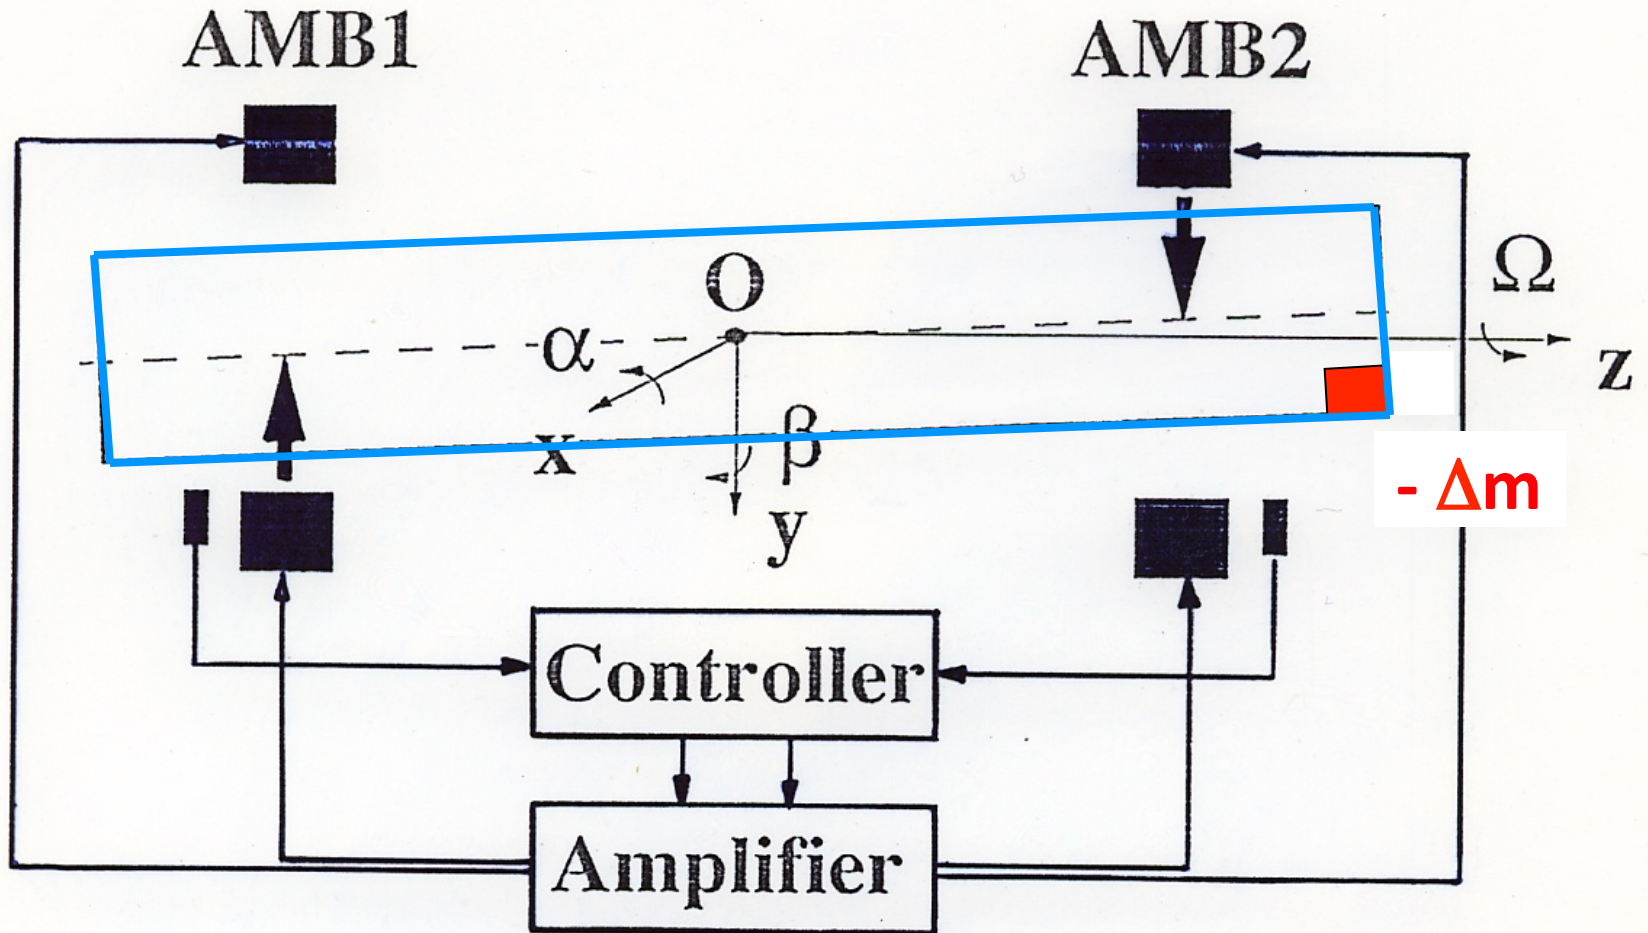 AMB1
AMB2
O
Ω
α
z
x
β
y
- Δm
Controller
Amplifier